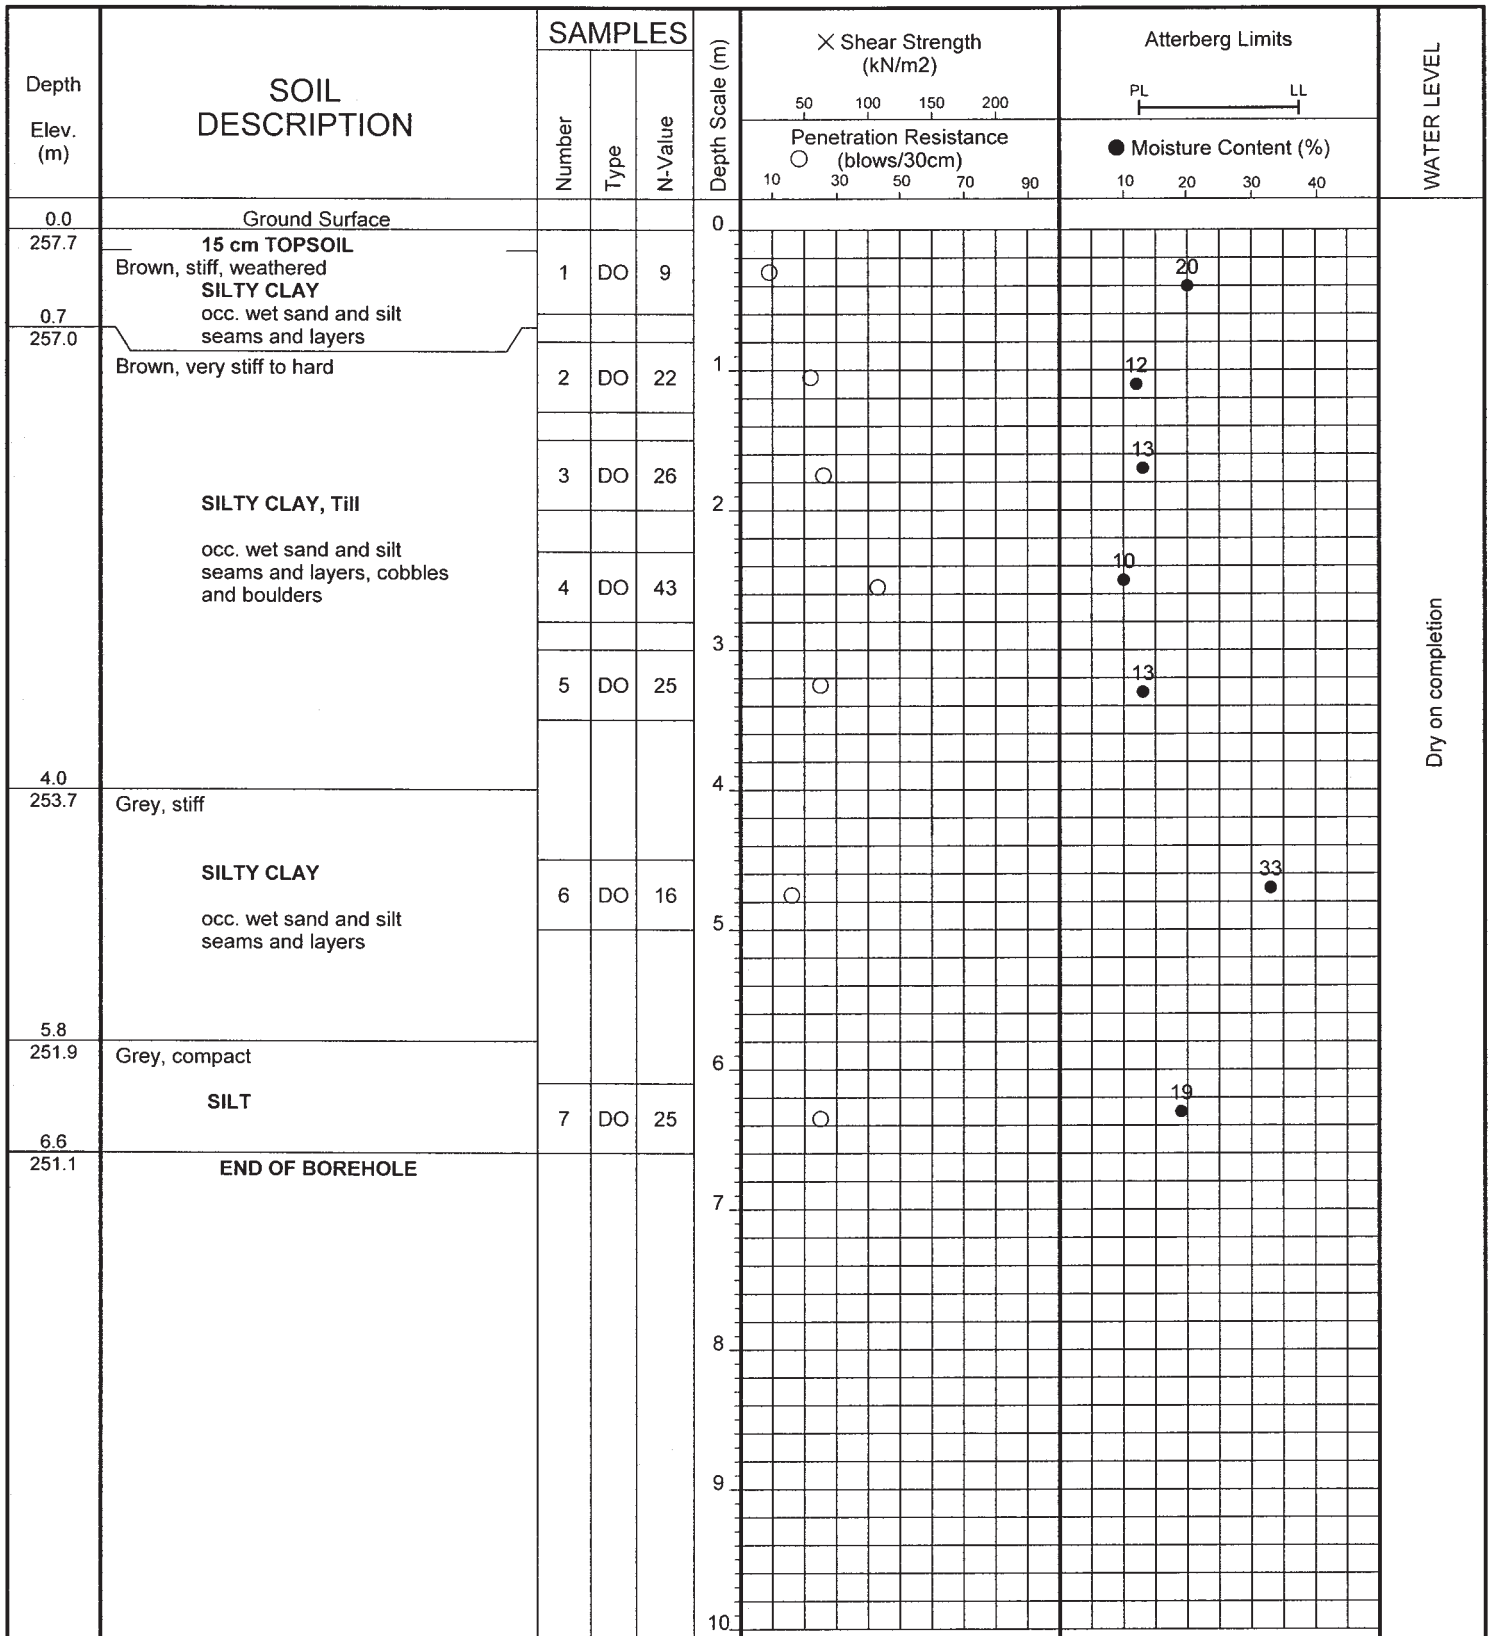 Depth
Elev.
(m)
SOIL
DESCRIPTION
SAMPLES
Number
Type
N-Value
Depth Scale (m)
× Shear Strength
(kN/m2)
50 100 150 200
Penetration Resistance
○ (blows/30cm)
10 30 50 70 90
Atterberg Limits
PL LL
● Moisture Content (%)
10 20 30 40
WATER LEVEL
0.0 Ground Surface 0
257.7 15 cm TOPSOIL
Brown, stiff, weathered
SILTY CLAY
occ. wet sand and silt
seams and layers
1 DO 9 20
0.7
257.0
Brown, very stiff to hard
1
2 DO 22 12
3 DO 26 13
SILTY CLAY, Till
2
occ. wet sand and silt
seams and layers, cobbles
and boulders
4 DO 43 10
3
5 DO 25 13
Dry on completion
4.0 4
253.7 Grey, stiff
SILTY CLAY
occ. wet sand and silt
seams and layers
6 DO 16 33
5
5.8
251.9 Grey, compact
6
SILT
7 DO 25 19
6.6
251.1 END OF BOREHOLE
7
8
9
10